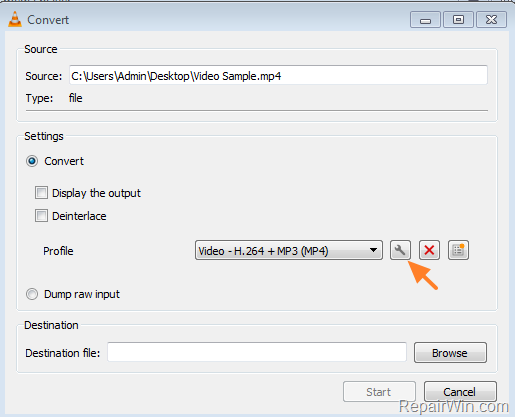 Convert
Source
Source: C:\Users\Admin\Desktop\Video Sample.mp4
Type: file
Settings
Convert
Display the output
Deinterlace
Profile Video - H.264 + MP3 (MP4)
Dump raw input
Destination
Destination file: Browse
Start Cancel
RepairWin.com